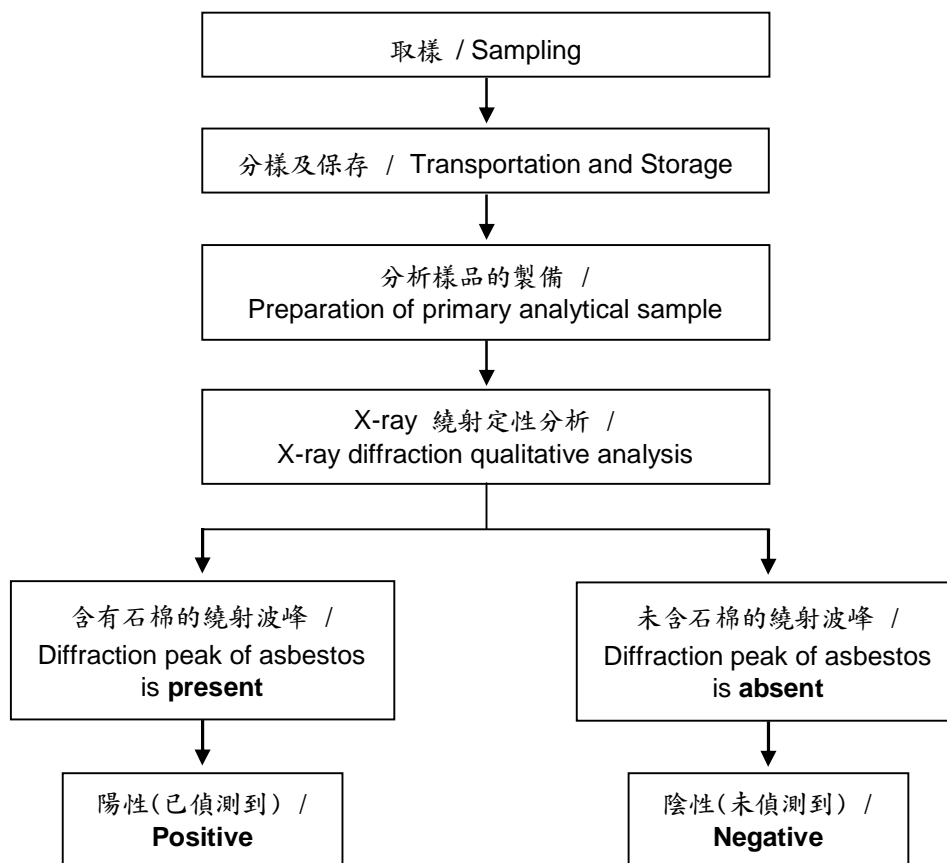 取樣 / Sampling
分樣及保存 / Transportation and Storage
分析樣品的製備 /
Preparation of primary analytical sample
X-ray 繞射定性分析 /
X-ray diffraction qualitative analysis
含有石棉的繞射波峰 /
Diffraction peak of asbestos
is present
未含石棉的繞射波峰 /
Diffraction peak of asbestos
is absent
陽性(已偵測到) /
Positive
陰性(未偵測到) /
Negative